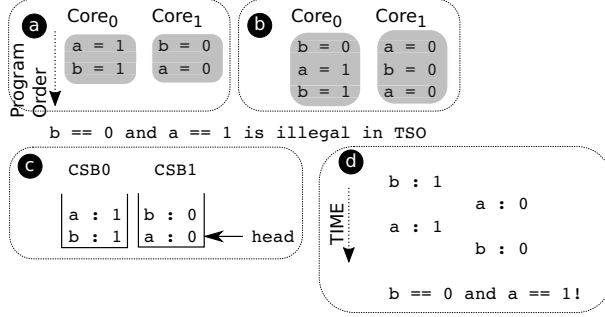 a
Core0 Core1
a = 1 b = 0
b = 1 a = 0
Program
Order
b
Core0 Core1
b = 0 a = 0
a = 1 b = 0
b = 1 a = 0
b == 0 and a == 1 is illegal in TSO
c
CSB0 CSB1
a : 1 b : 0
b : 1 a : 0 head
d
TIME
b : 1
a : 0
a : 1
b : 0
b == 0 and a == 1!